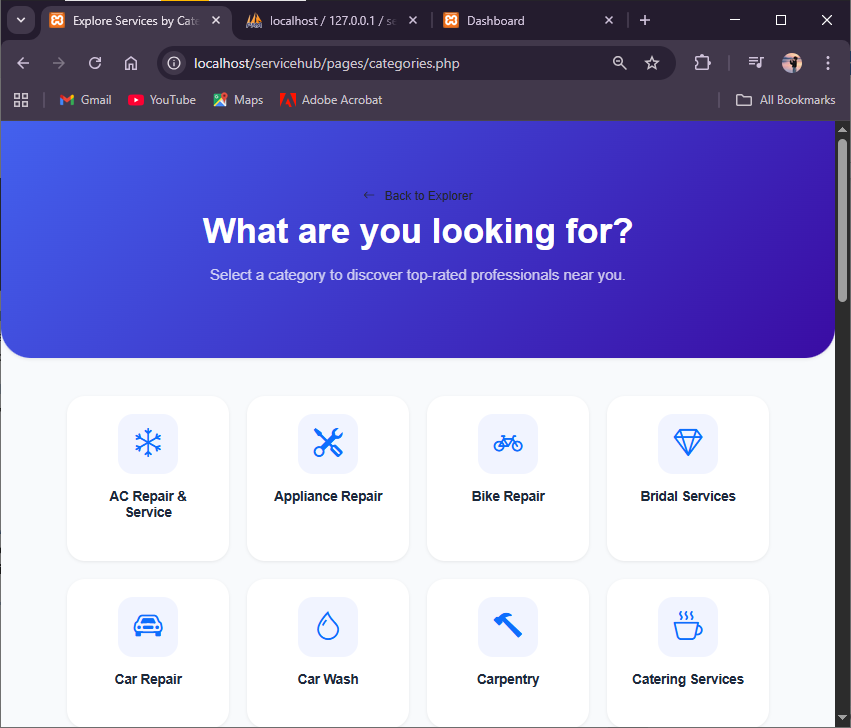 Explore Services by Cate
localhost / 127.0.0.1 / se
Dashboard
localhost/servicehub/pages/categories.php
Gmail
YouTube
Maps
Adobe Acrobat
All Bookmarks
← Back to Explorer
What are you looking for?
Select a category to discover top-rated professionals near you.
AC Repair &
Service
Appliance Repair
Bike Repair
Bridal Services
Car Repair
Car Wash
Carpentry
Catering Services